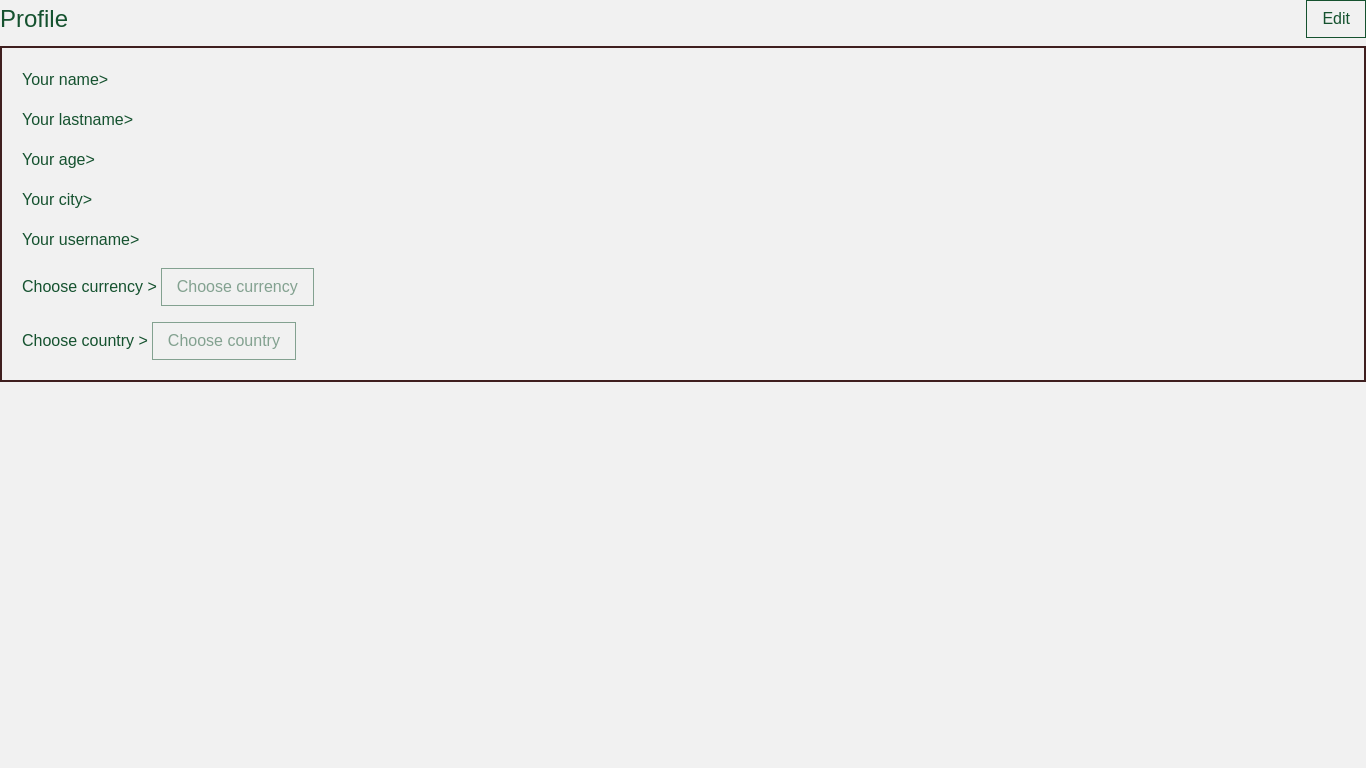 Profile
Edit
Your name>
Your lastname>
Your age>
Your city>
Your username>
Choose currency > Choose currency
Choose country > Choose country